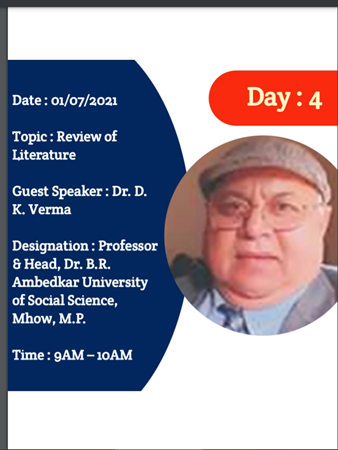 Day : 4
Date : 01/07/2021
Topic : Review of
Literature
Guest Speaker : Dr. D.
K. Verma
Designation : Professor
& Head, Dr. B.R.
Ambedkar University
of Social Science,
Mhow, M.P.
Time : 9AM – 10AM